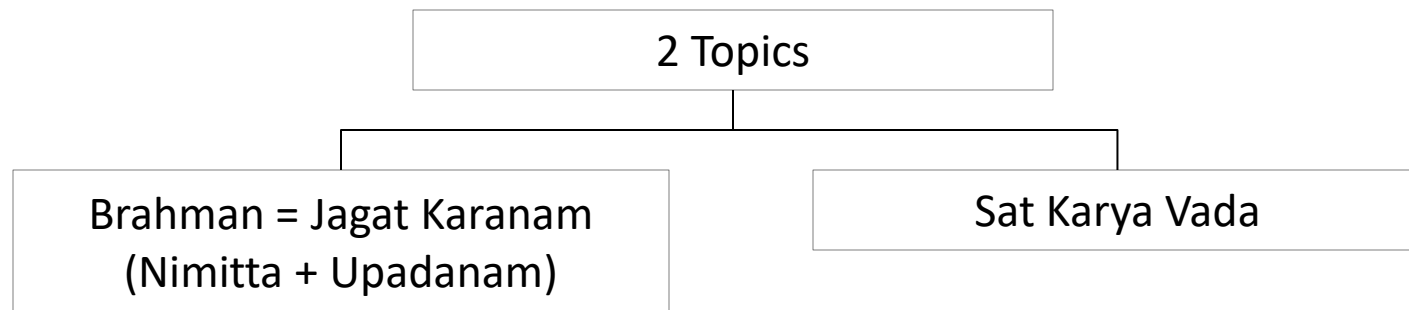 2 Topics
Brahman = Jagat Karanam
(Nimitta + Upadanam)
Sat Karya Vada